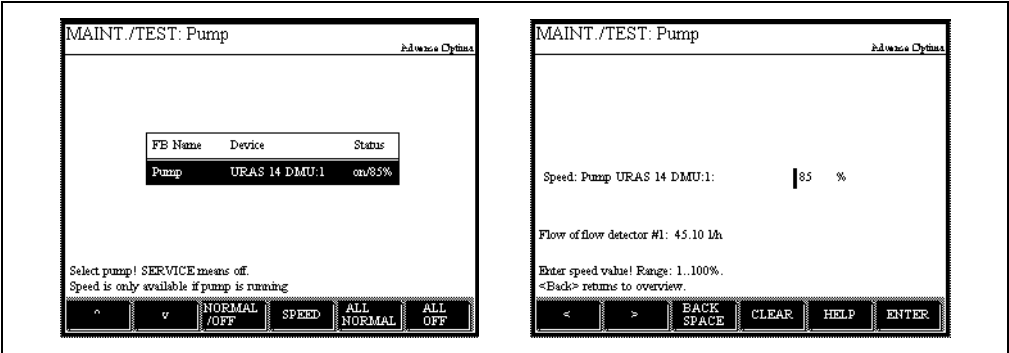 MAINT./TEST: Pump
Advance Optima
FB Name Device Status
Pump URAS 14 DMU:1 on/85%
Select pump! SERVICE means off.
Speed is only available if pump is running
^ v NORMAL /OFF SPEED ALL NORMAL ALL OFF
MAINT./TEST: Pump
Advance Optima
Speed: Pump URAS 14 DMU:1: 85 %
Flow of flow detector #1: 45.10 l/h
Enter speed value! Range: 1..100%.
<Back> returns to overview.
< > BACK SPACE CLEAR HELP ENTER